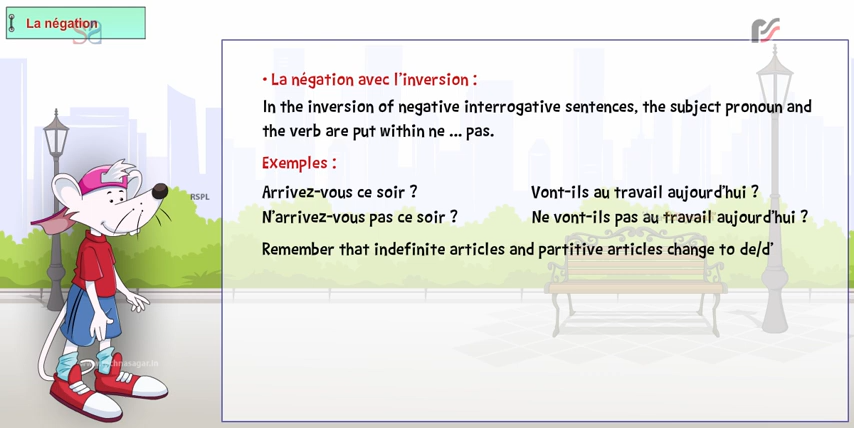 La négation
• La négation avec l'inversion :
In the inversion of negative interrogative sentences, the subject pronoun and
the verb are put within ne ... pas.
Exemples :
Arrivez-vous ce soir ?
Vont-ils au travail aujourd'hui ?
N'arrivez-vous pas ce soir ?
Ne vont-ils pas au travail aujourd'hui ?
Remember that indefinite articles and partitive articles change to de/d'
RSPL